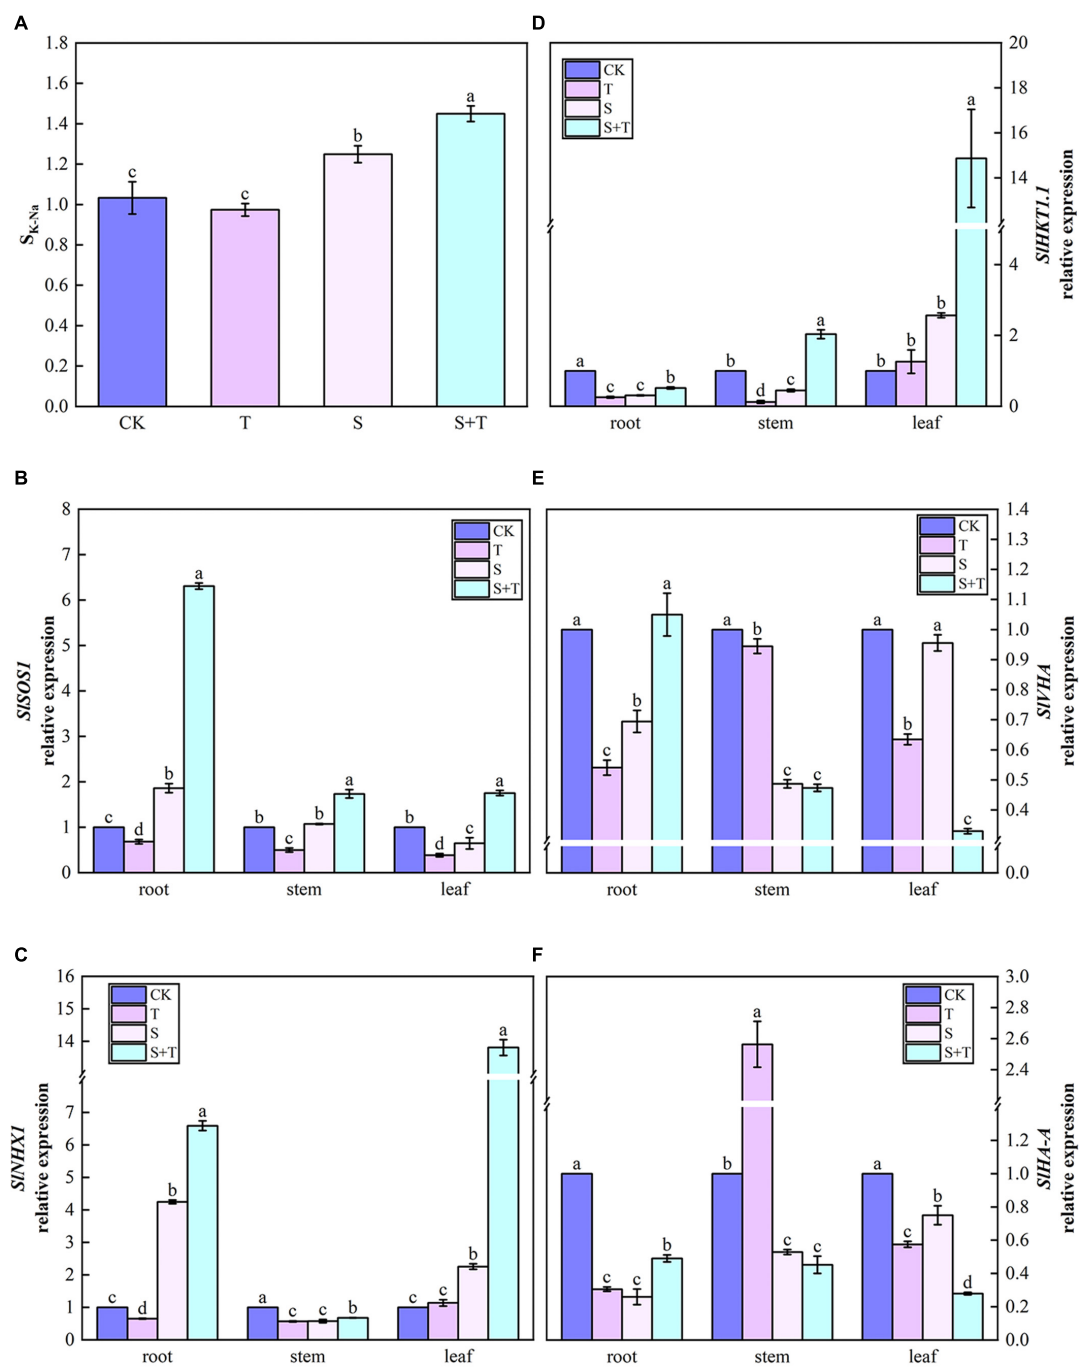 A
1.8
1.6
1.4
1.2
1.0
0.8
0.6
0.4
0.2
0.0
S_K-Na
c
c
b
a
CK
T
S
S+T
D
CK
T
S
S+T
20
18
16
14
4
2
0
SlHKT1.1
relative expression
a
c
c
b
b
d
c
a
b
b
b
a
root
stem
leaf
B
8
7
6
5
4
3
2
1
0
SlSOS1
relative expression
CK
T
S
S+T
c
d
b
a
b
c
b
a
b
d
c
a
root
stem
leaf
E
CK
T
S
S+T
1.4
1.3
1.2
1.1
1.0
0.9
0.8
0.7
0.6
0.5
0.4
0.0
SlVHA
relative expression
a
c
b
a
a
b
c
c
a
b
a
c
root
stem
leaf
C
16
15
14
7
6
5
4
3
2
1
0
SlNHX1
relative expression
CK
T
S
S+T
c
d
b
a
a
c
c
b
c
c
b
a
root
stem
leaf
F
CK
T
S
S+T
3.0
2.8
2.6
2.4
1.2
1.0
0.8
0.6
0.4
0.2
0.0
SlHA-A
relative expression
a
c
c
b
b
a
c
c
a
c
b
d
root
stem
leaf